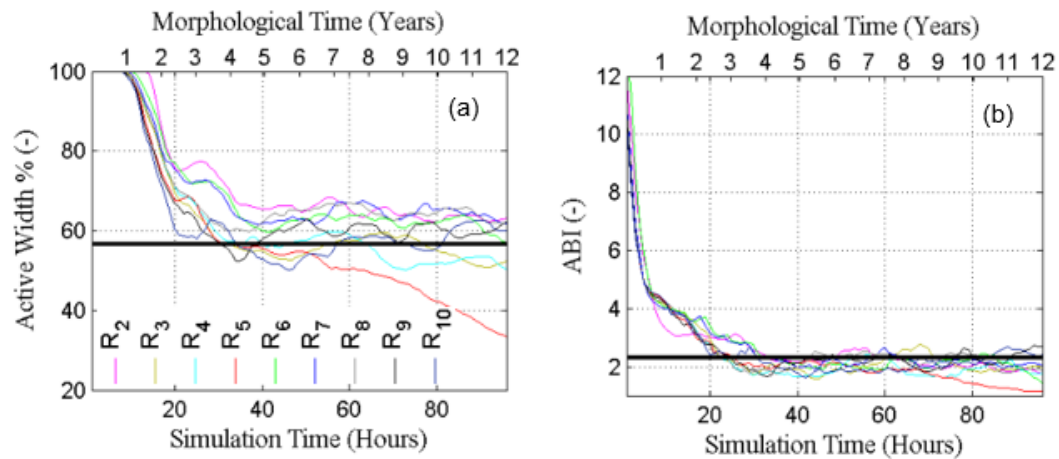 Morphological Time (Years)
1 2 3 4 5 6 7 8 9 10 11 12
100
80
60
40
20
Active Width % (-)
(a)
R2 R3 R4 R5 R6 R7 R8 R9 R10
20 40 60 80
Simulation Time (Hours)
Morphological Time (Years)
1 2 3 4 5 6 7 8 9 10 11 12
12
10
8
6
4
2
ABI (-)
(b)
20 40 60 80
Simulation Time (Hours)